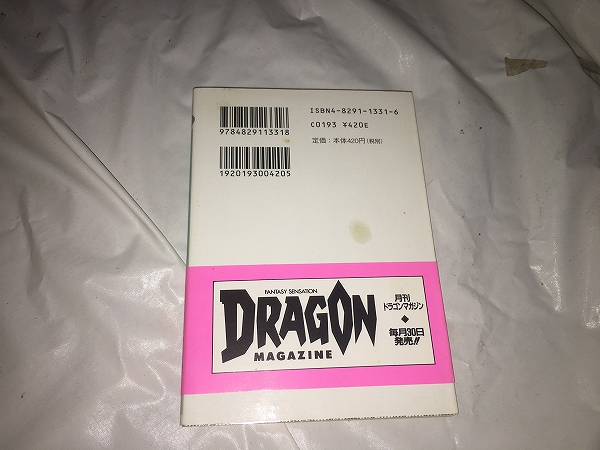 ISBN4-8291-1331-6
9784829113318
C0193 ¥420E
定価：本体420円(税別)
1920193004205
FANTASY SENSATION
DRAGON
MAGAZINE
月刊
ドラゴンマガジン
◆
毎月30日
発売!!